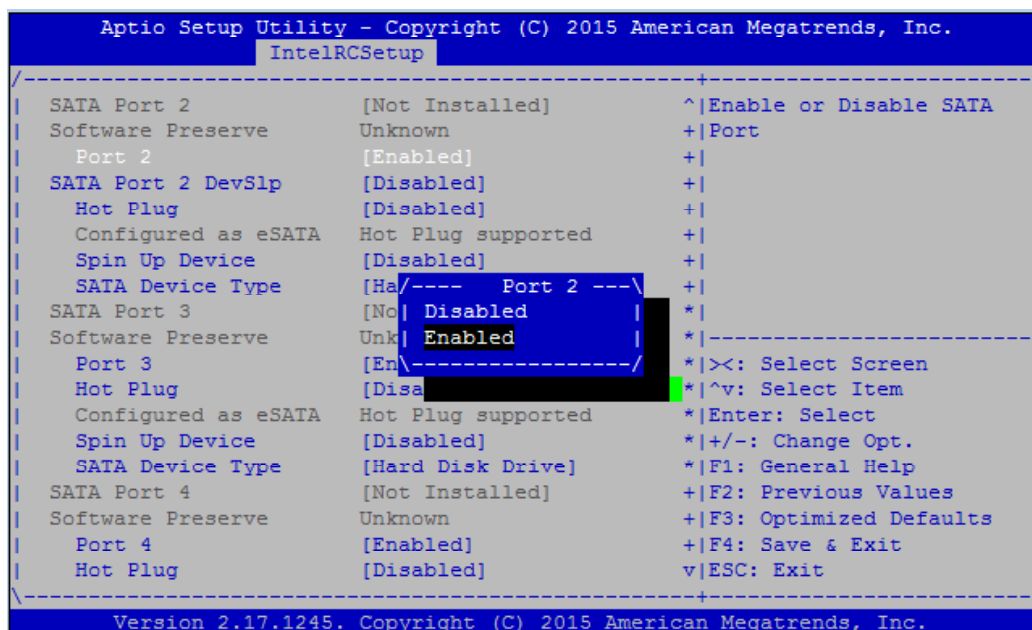 Aptio Setup Utility – Copyright (C) 2015 American Megatrends, Inc.
IntelRCSetup
/----------------------------------------------------+-------------------------
| SATA Port 2 [Not Installed] ^|Enable or Disable SATA
| Software Preserve Unknown +|Port
| Port 2 [Enabled] +|
| SATA Port 2 DevSlp [Disabled] +|
| Hot Plug [Disabled] +|
| Configured as eSATA Hot Plug supported +|
| Spin Up Device [Disabled] +|
| SATA Device Type [Ha/---- Port 2 ---\ +|
| SATA Port 3 [No| Disabled | *|
| Software Preserve Unk| Enabled | *|-------------------------
| Port 3 [En\-----------------/ *|><: Select Screen
| Hot Plug [Disa *|^v: Select Item
| Configured as eSATA Hot Plug supported *|Enter: Select
| Spin Up Device [Disabled] *|+/-: Change Opt.
| SATA Device Type [Hard Disk Drive] *|F1: General Help
| SATA Port 4 [Not Installed] +|F2: Previous Values
| Software Preserve Unknown +|F3: Optimized Defaults
| Port 4 [Enabled] +|F4: Save & Exit
| Hot Plug [Disabled] v|ESC: Exit
\----------------------------------------------------+-------------------------
Version 2.17.1245. Copyright (C) 2015 American Megatrends, Inc.